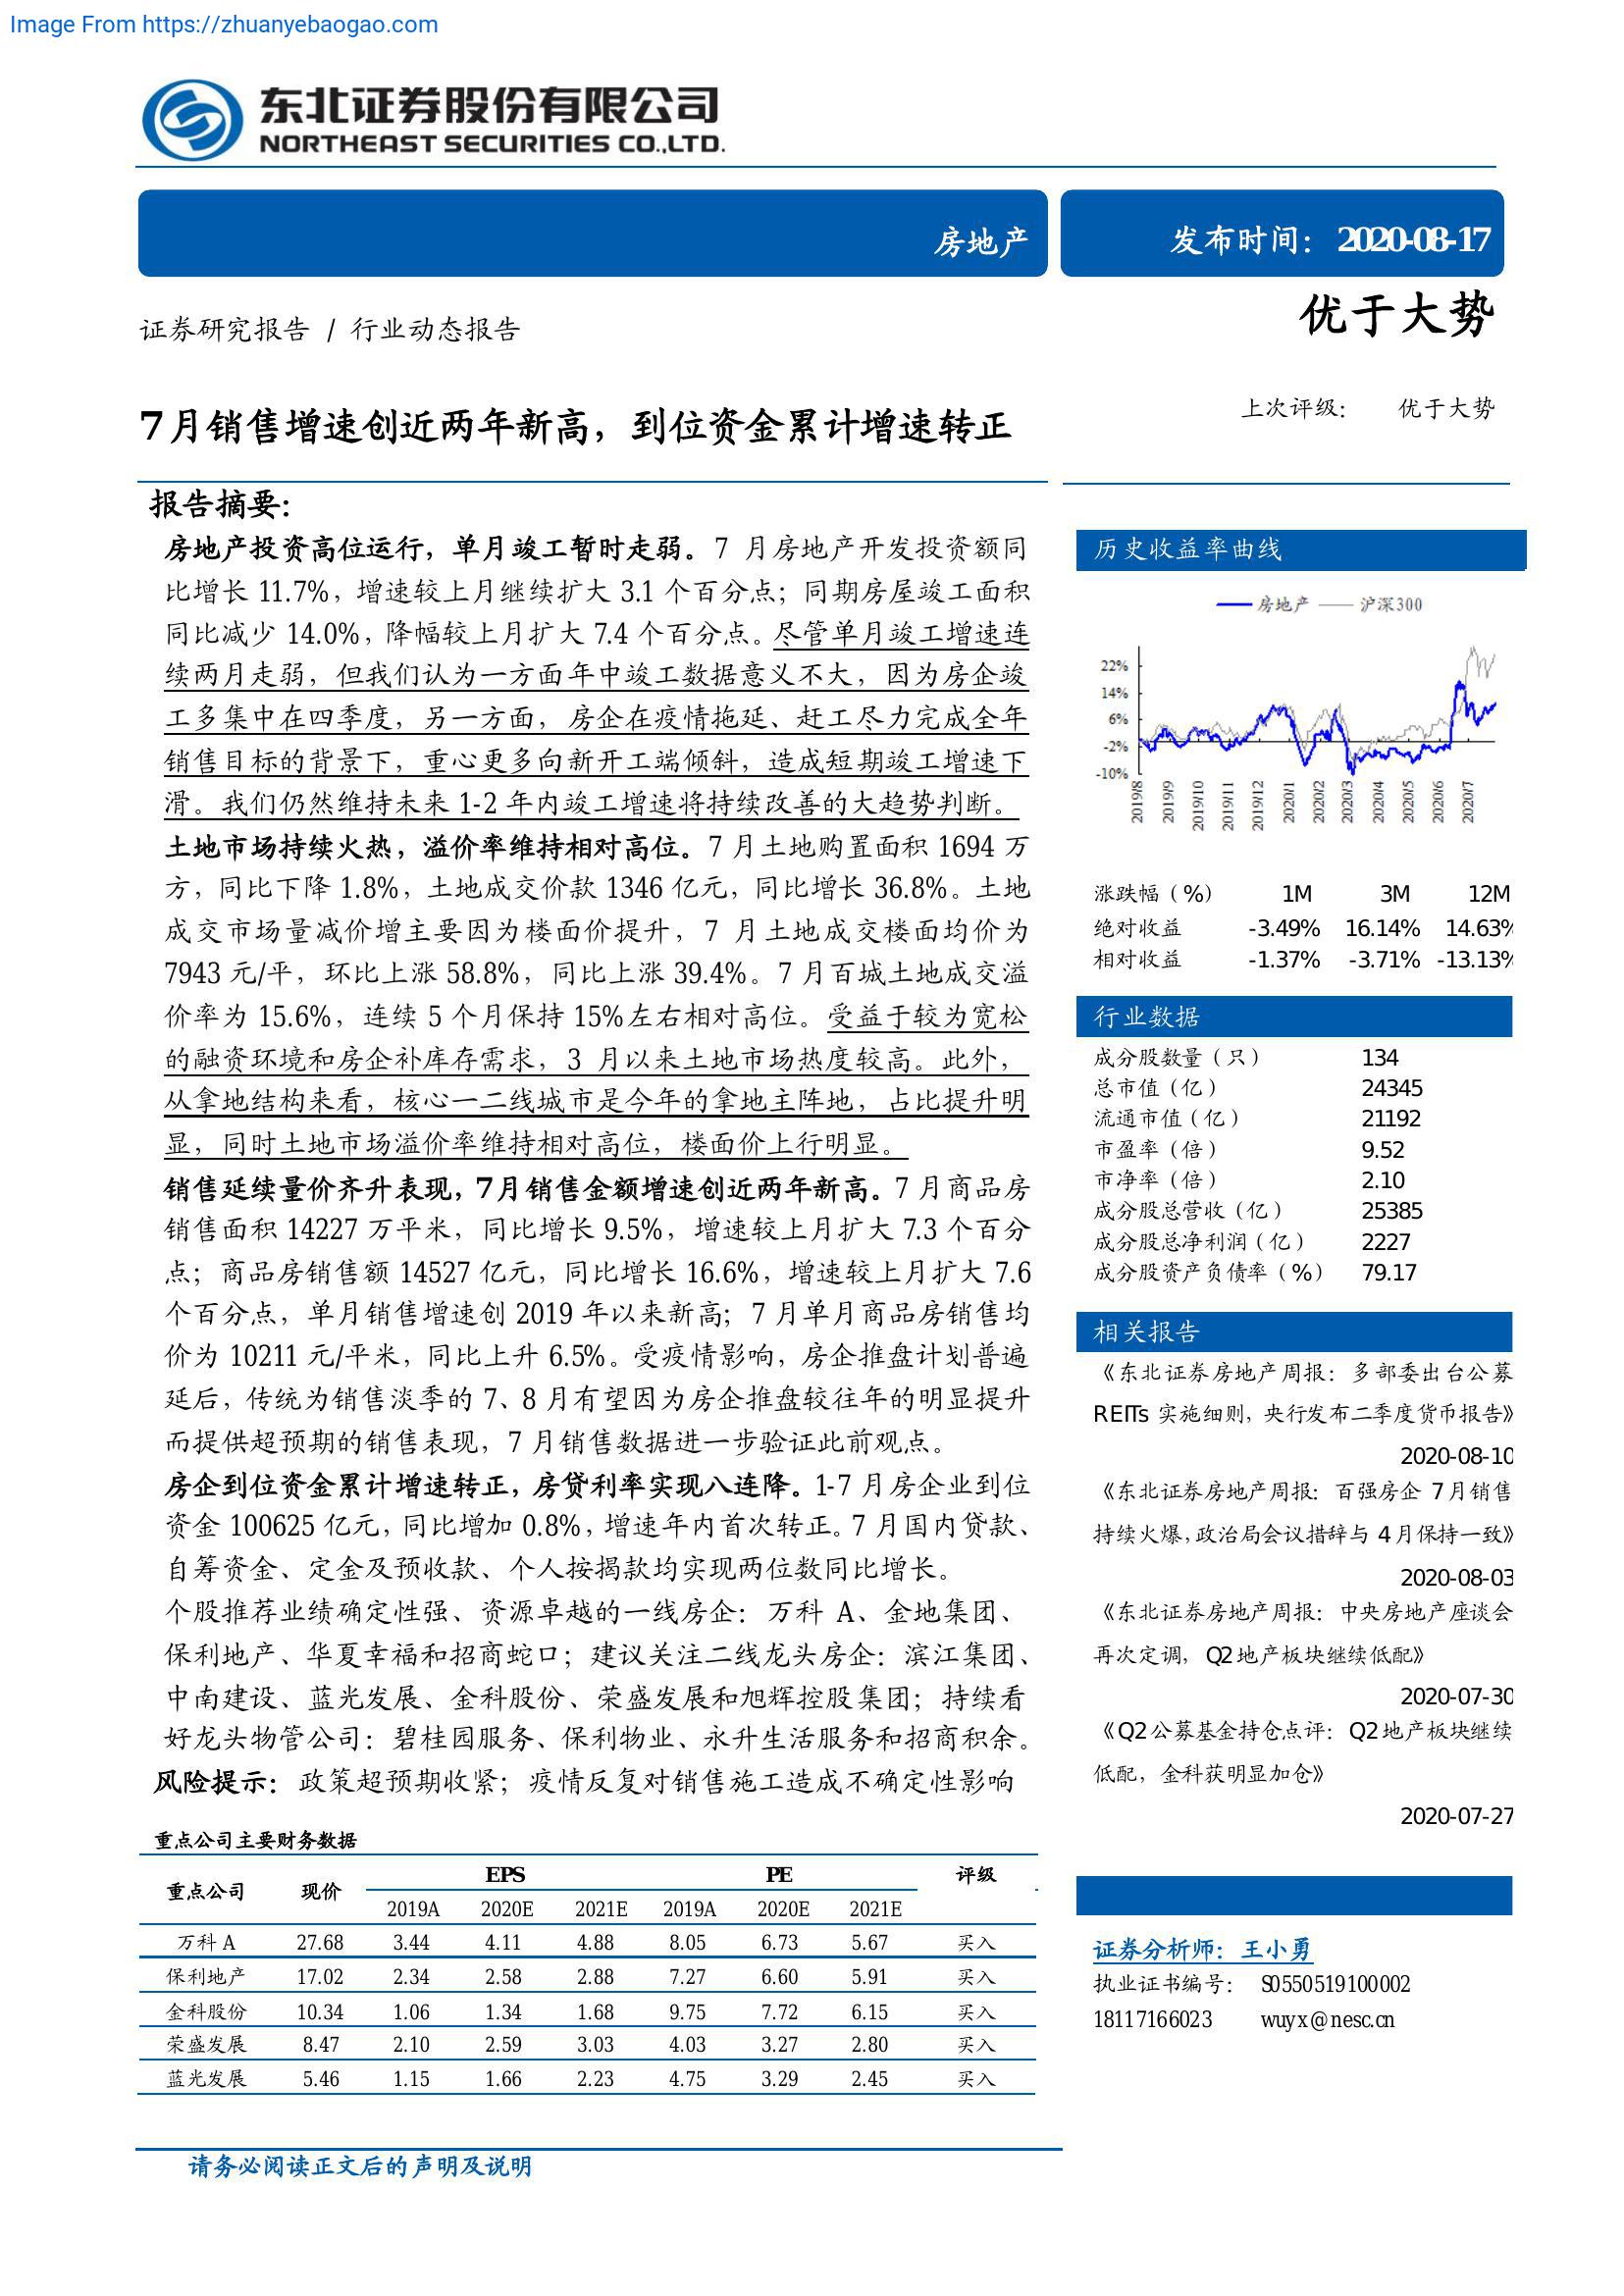 Image From https://zhuanyebaogao.com
东北证券股份有限公司
NORTHEAST SECURITIES CO.,LTD.
房地产
发布时间：2020-08-17
证券研究报告 / 行业动态报告
优于大势
上次评级： 优于大势
7月销售增速创近两年新高，到位资金累计增速转正
报告摘要：
房地产投资高位运行，单月竣工暂时走弱。7 月房地产开发投资额同
比增长 11.7%，增速较上月继续扩大 3.1 个百分点；同期房屋竣工面积
同比减少 14.0%，降幅较上月扩大 7.4 个百分点。尽管单月竣工增速连
续两月走弱，但我们认为一方面年中竣工数据意义不大，因为房企竣
工多集中在四季度，另一方面，房企在疫情拖延、赶工尽力完成全年
销售目标的背景下，重心更多向新开工端倾斜，造成短期竣工增速下
滑。我们仍然维持未来 1-2 年内竣工增速将持续改善的大趋势判断。
土地市场持续火热，溢价率维持相对高位。7 月土地购置面积 1694 万
方，同比下降 1.8%，土地成交价款 1346 亿元，同比增长 36.8%。土地
成交市场量减价增主要因为楼面价提升，7 月土地成交楼面均价为
7943 元/平，环比上涨 58.8%，同比上涨 39.4%。7 月百城土地成交溢
价率为 15.6%，连续 5 个月保持 15%左右相对高位。受益于较为宽松
的融资环境和房企补库存需求，3 月以来土地市场热度较高。此外，
从拿地结构来看，核心一二线城市是今年的拿地主阵地，占比提升明
显，同时土地市场溢价率维持相对高位，楼面价上行明显。
销售延续量价齐升表现，7月销售金额增速创近两年新高。7 月商品房
销售面积 14227 万平米，同比增长 9.5%，增速较上月扩大 7.3 个百分
点；商品房销售额 14527 亿元，同比增长 16.6%，增速较上月扩大 7.6
个百分点，单月销售增速创 2019 年以来新高；7 月单月商品房销售均
价为 10211 元/平米，同比上升 6.5%。受疫情影响，房企推盘计划普遍
延后，传统为销售淡季的 7、8 月有望因为房企推盘较往年的明显提升
而提供超预期的销售表现，7 月销售数据进一步验证此前观点。
房企到位资金累计增速转正，房贷利率实现八连降。1-7 月房企业到位
资金 100625 亿元，同比增加 0.8%，增速年内首次转正。7 月国内贷款、
自筹资金、定金及预收款、个人按揭款均实现两位数同比增长。
个股推荐业绩确定性强、资源卓越的一线房企：万科 A、金地集团、
保利地产、华夏幸福和招商蛇口；建议关注二线龙头房企：滨江集团、
中南建设、蓝光发展、金科股份、荣盛发展和旭辉控股集团；持续看
好龙头物管公司：碧桂园服务、保利物业、永升生活服务和招商积余。
风险提示：政策超预期收紧；疫情反复对销售施工造成不确定性影响
重点公司主要财务数据
重点公司 现价 EPS PE 评级
2019A 2020E 2021E 2019A 2020E 2021E
万科 A 27.68 3.44 4.11 4.88 8.05 6.73 5.67 买入
保利地产 17.02 2.34 2.58 2.88 7.27 6.60 5.91 买入
金科股份 10.34 1.06 1.34 1.68 9.75 7.72 6.15 买入
荣盛发展 8.47 2.10 2.59 3.03 4.03 3.27 2.80 买入
蓝光发展 5.46 1.15 1.66 2.23 4.75 3.29 2.45 买入
历史收益率曲线
房地产 沪深300
22%
14%
6%
-2%
-10%
2019/8 2019/9 2019/10 2019/11 2019/12 2020/1 2020/2 2020/3 2020/4 2020/5 2020/6 2020/7
涨跌幅（%） 1M 3M 12M
绝对收益 -3.49% 16.14% 14.63%
相对收益 -1.37% -3.71% -13.13%
行业数据
成分股数量（只） 134
总市值（亿） 24345
流通市值（亿） 21192
市盈率（倍） 9.52
市净率（倍） 2.10
成分股总营收（亿） 25385
成分股总净利润（亿） 2227
成分股资产负债率（%） 79.17
相关报告
《东北证券房地产周报：多部委出台公募
REITs 实施细则，央行发布二季度货币报告》
2020-08-10
《东北证券房地产周报：百强房企 7月销售
持续火爆，政治局会议措辞与 4月保持一致》
2020-08-03
《东北证券房地产周报：中央房地产座谈会
再次定调，Q2地产板块继续低配》
2020-07-30
《Q2公募基金持仓点评：Q2地产板块继续
低配，金科获明显加仓》
2020-07-27
证券分析师：王小勇
执业证书编号： S0550519100002
18117166023 wuyx@nesc.cn
请务必阅读正文后的声明及说明